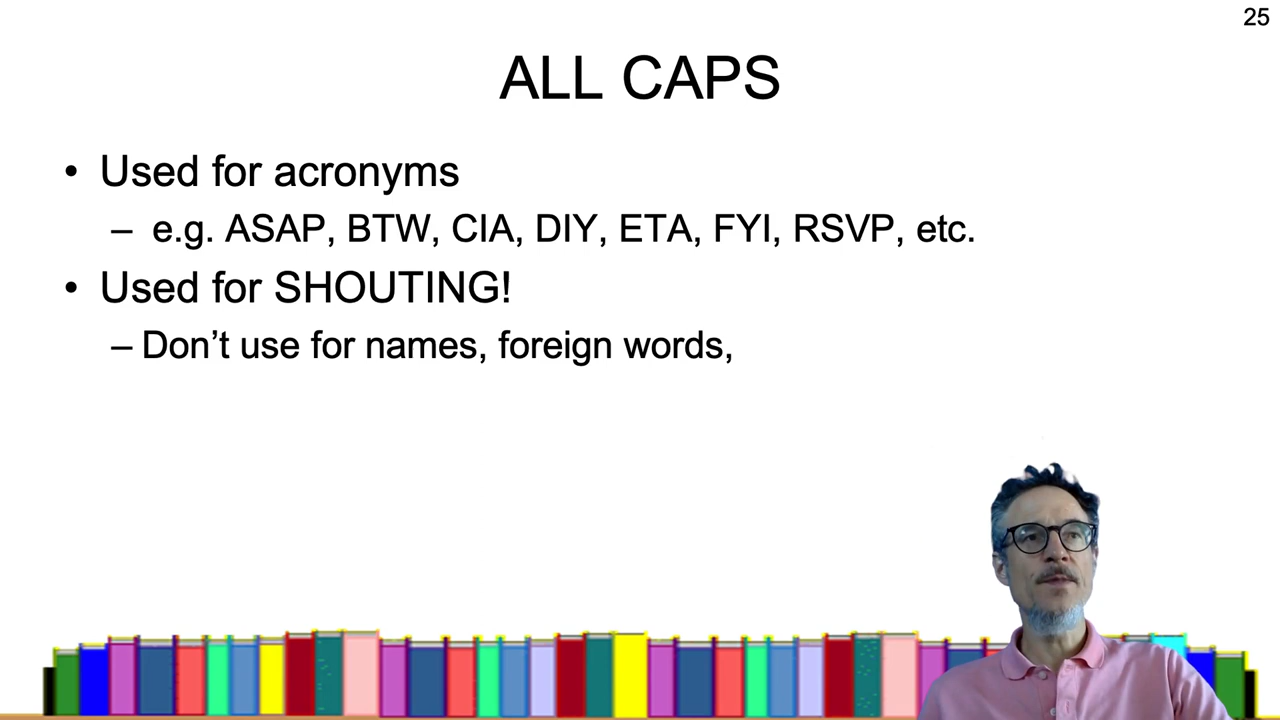 25
ALL CAPS
• Used for acronyms
– e.g. ASAP, BTW, CIA, DIY, ETA, FYI, RSVP, etc.
• Used for SHOUTING!
– Don’t use for names, foreign words,